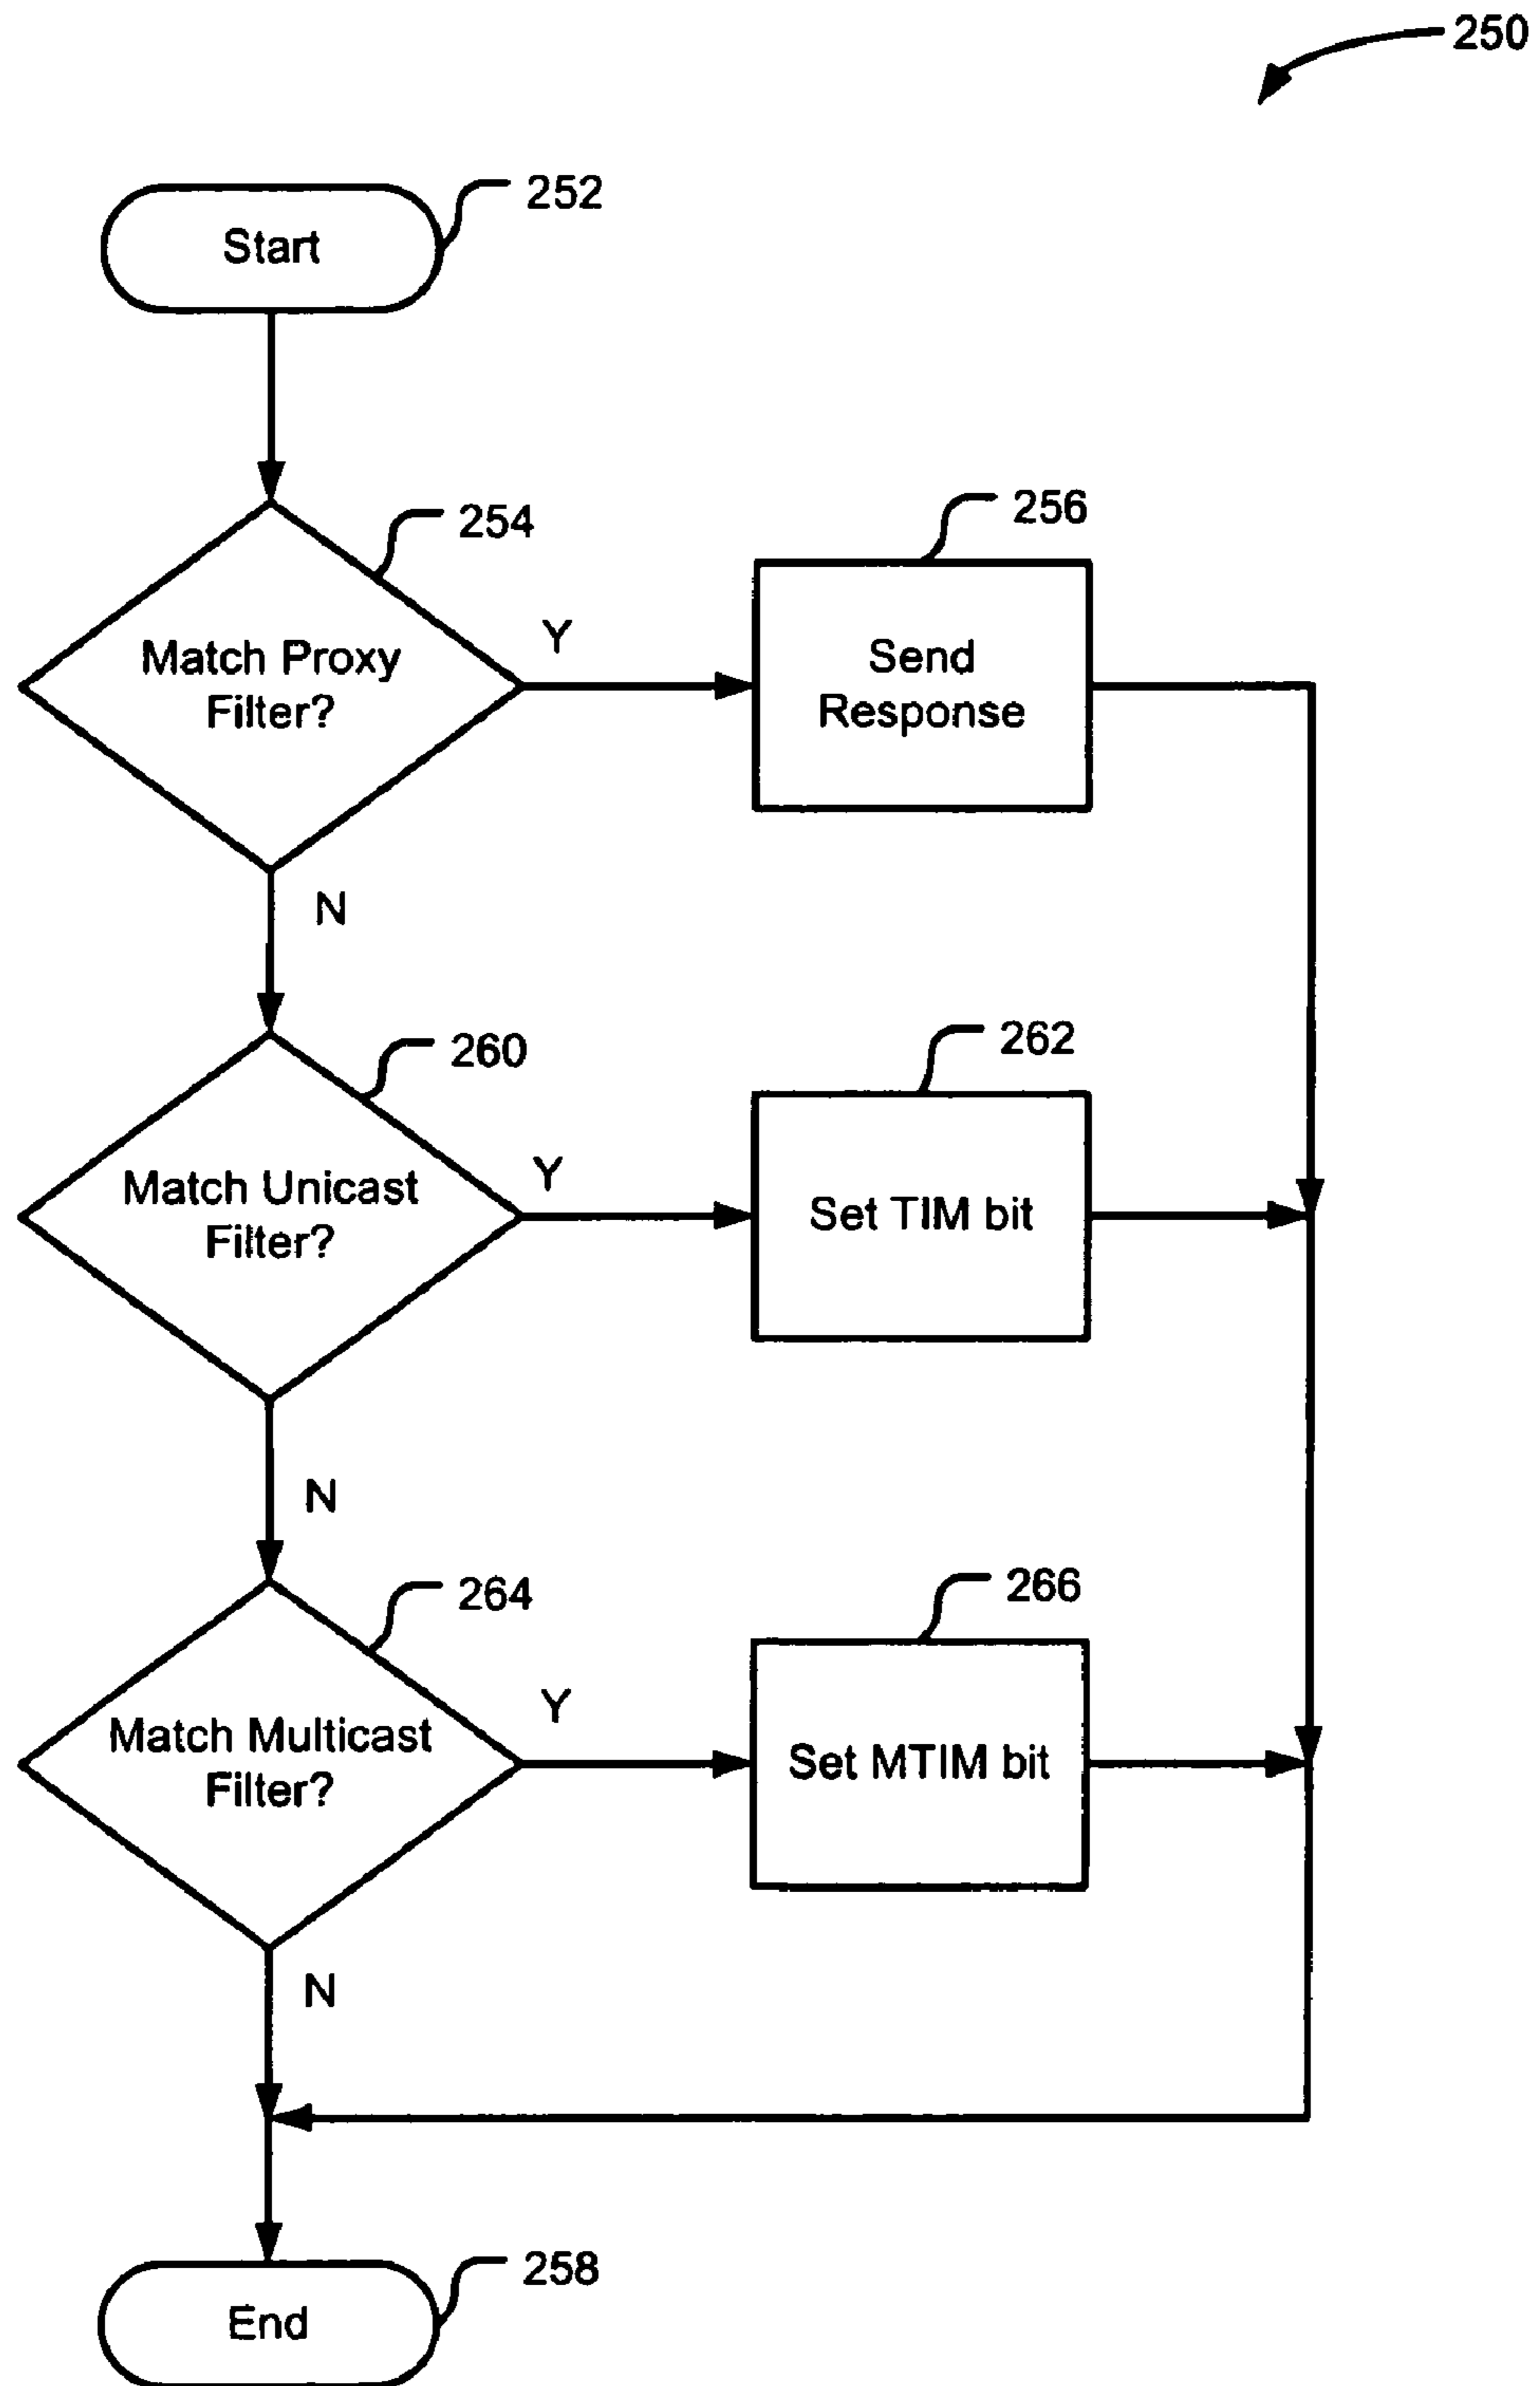 250
252
Start
254
256
Match Proxy
Filter?
Y
Send
Response
N
260
262
Match Unicast
Filter?
Y
Set TIM bit
N
264
266
Match Multicast
Filter?
Y
Set MTIM bit
N
258
End